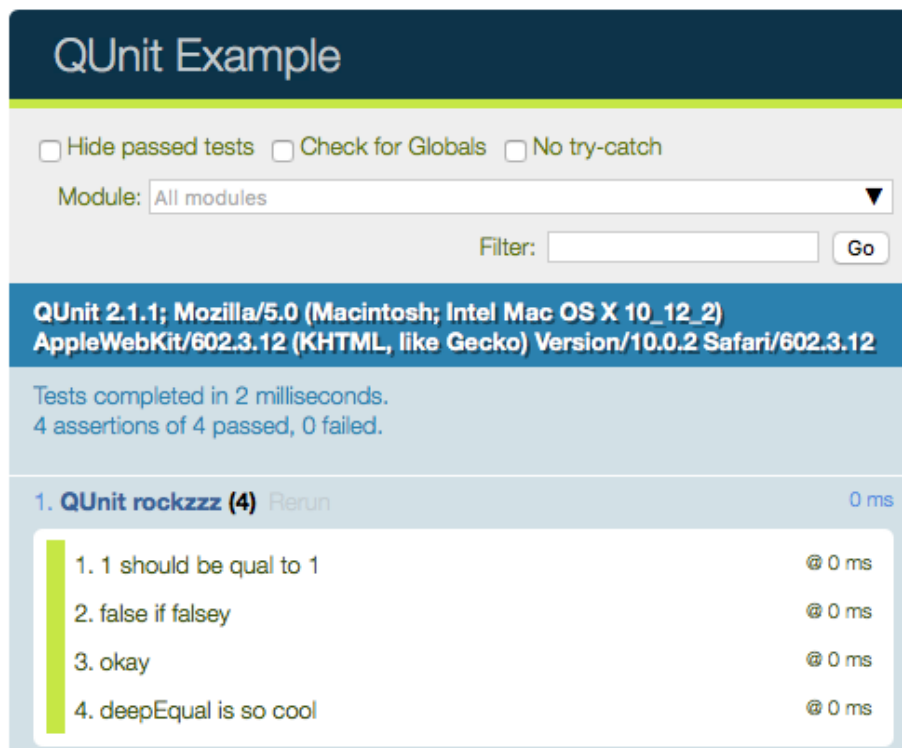 QUnit Example
Hide passed tests Check for Globals No try-catch
Module: All modules
Filter: Go
QUnit 2.1.1; Mozilla/5.0 (Macintosh; Intel Mac OS X 10_12_2)
AppleWebKit/602.3.12 (KHTML, like Gecko) Version/10.0.2 Safari/602.3.12
Tests completed in 2 milliseconds.
4 assertions of 4 passed, 0 failed.
1. QUnit rockzzz (4) Rerun 0 ms
1. 1 should be qual to 1 @ 0 ms
2. false if falsey @ 0 ms
3. okay @ 0 ms
4. deepEqual is so cool @ 0 ms